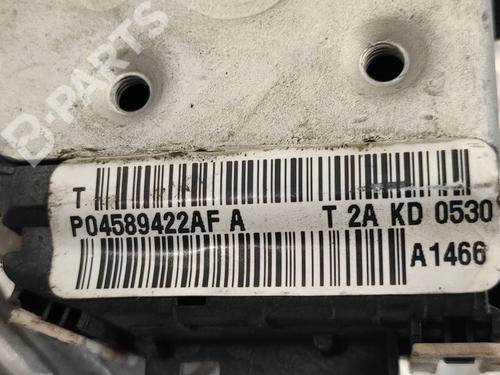 B-PARTS
T
P04589422AF A T 2A KD 0530
A1466